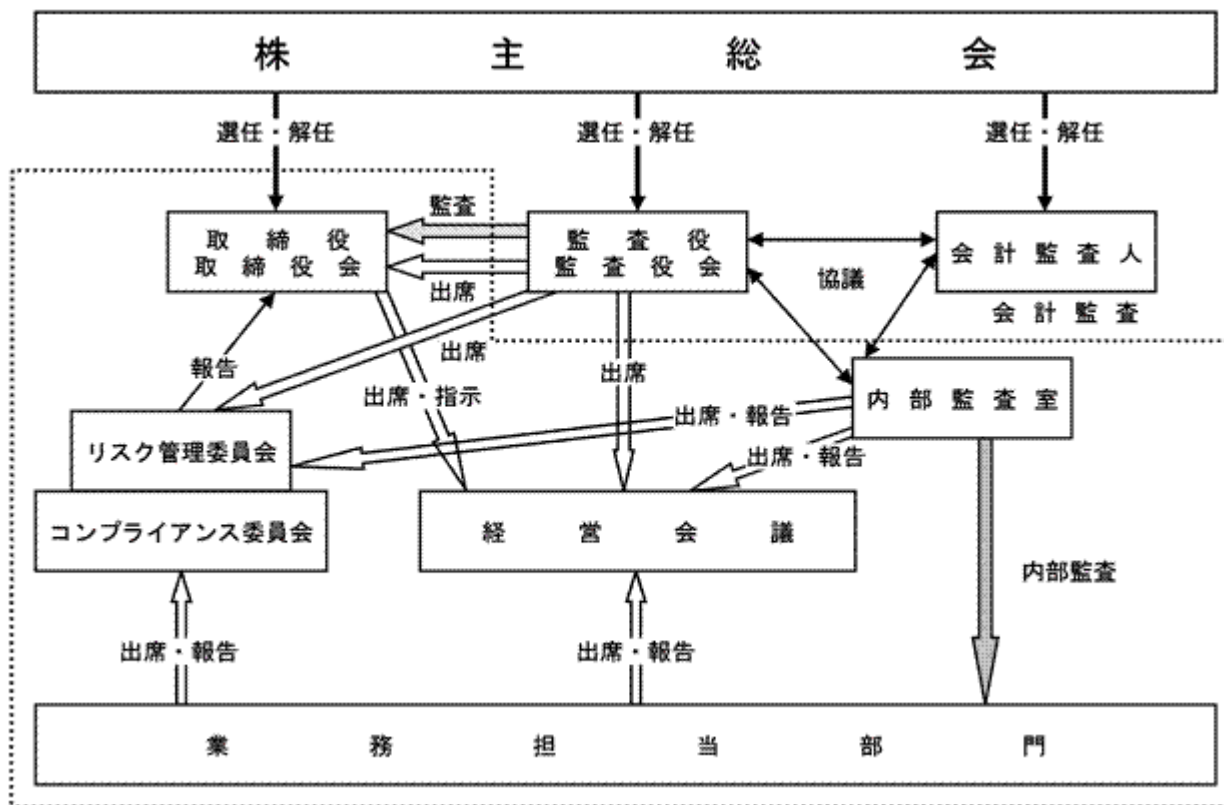 株主総会
選任・解任
選任・解任
選任・解任
監査
取締役
取締役会
監査役
監査役会
会計監査人
出席
協議
会計監査
報告
出席
出席
出席・指示
内部監査室
出席・報告
出席・報告
リスク管理委員会
コンプライアンス委員会
経営会議
内部監査
出席・報告
出席・報告
業務担当部門